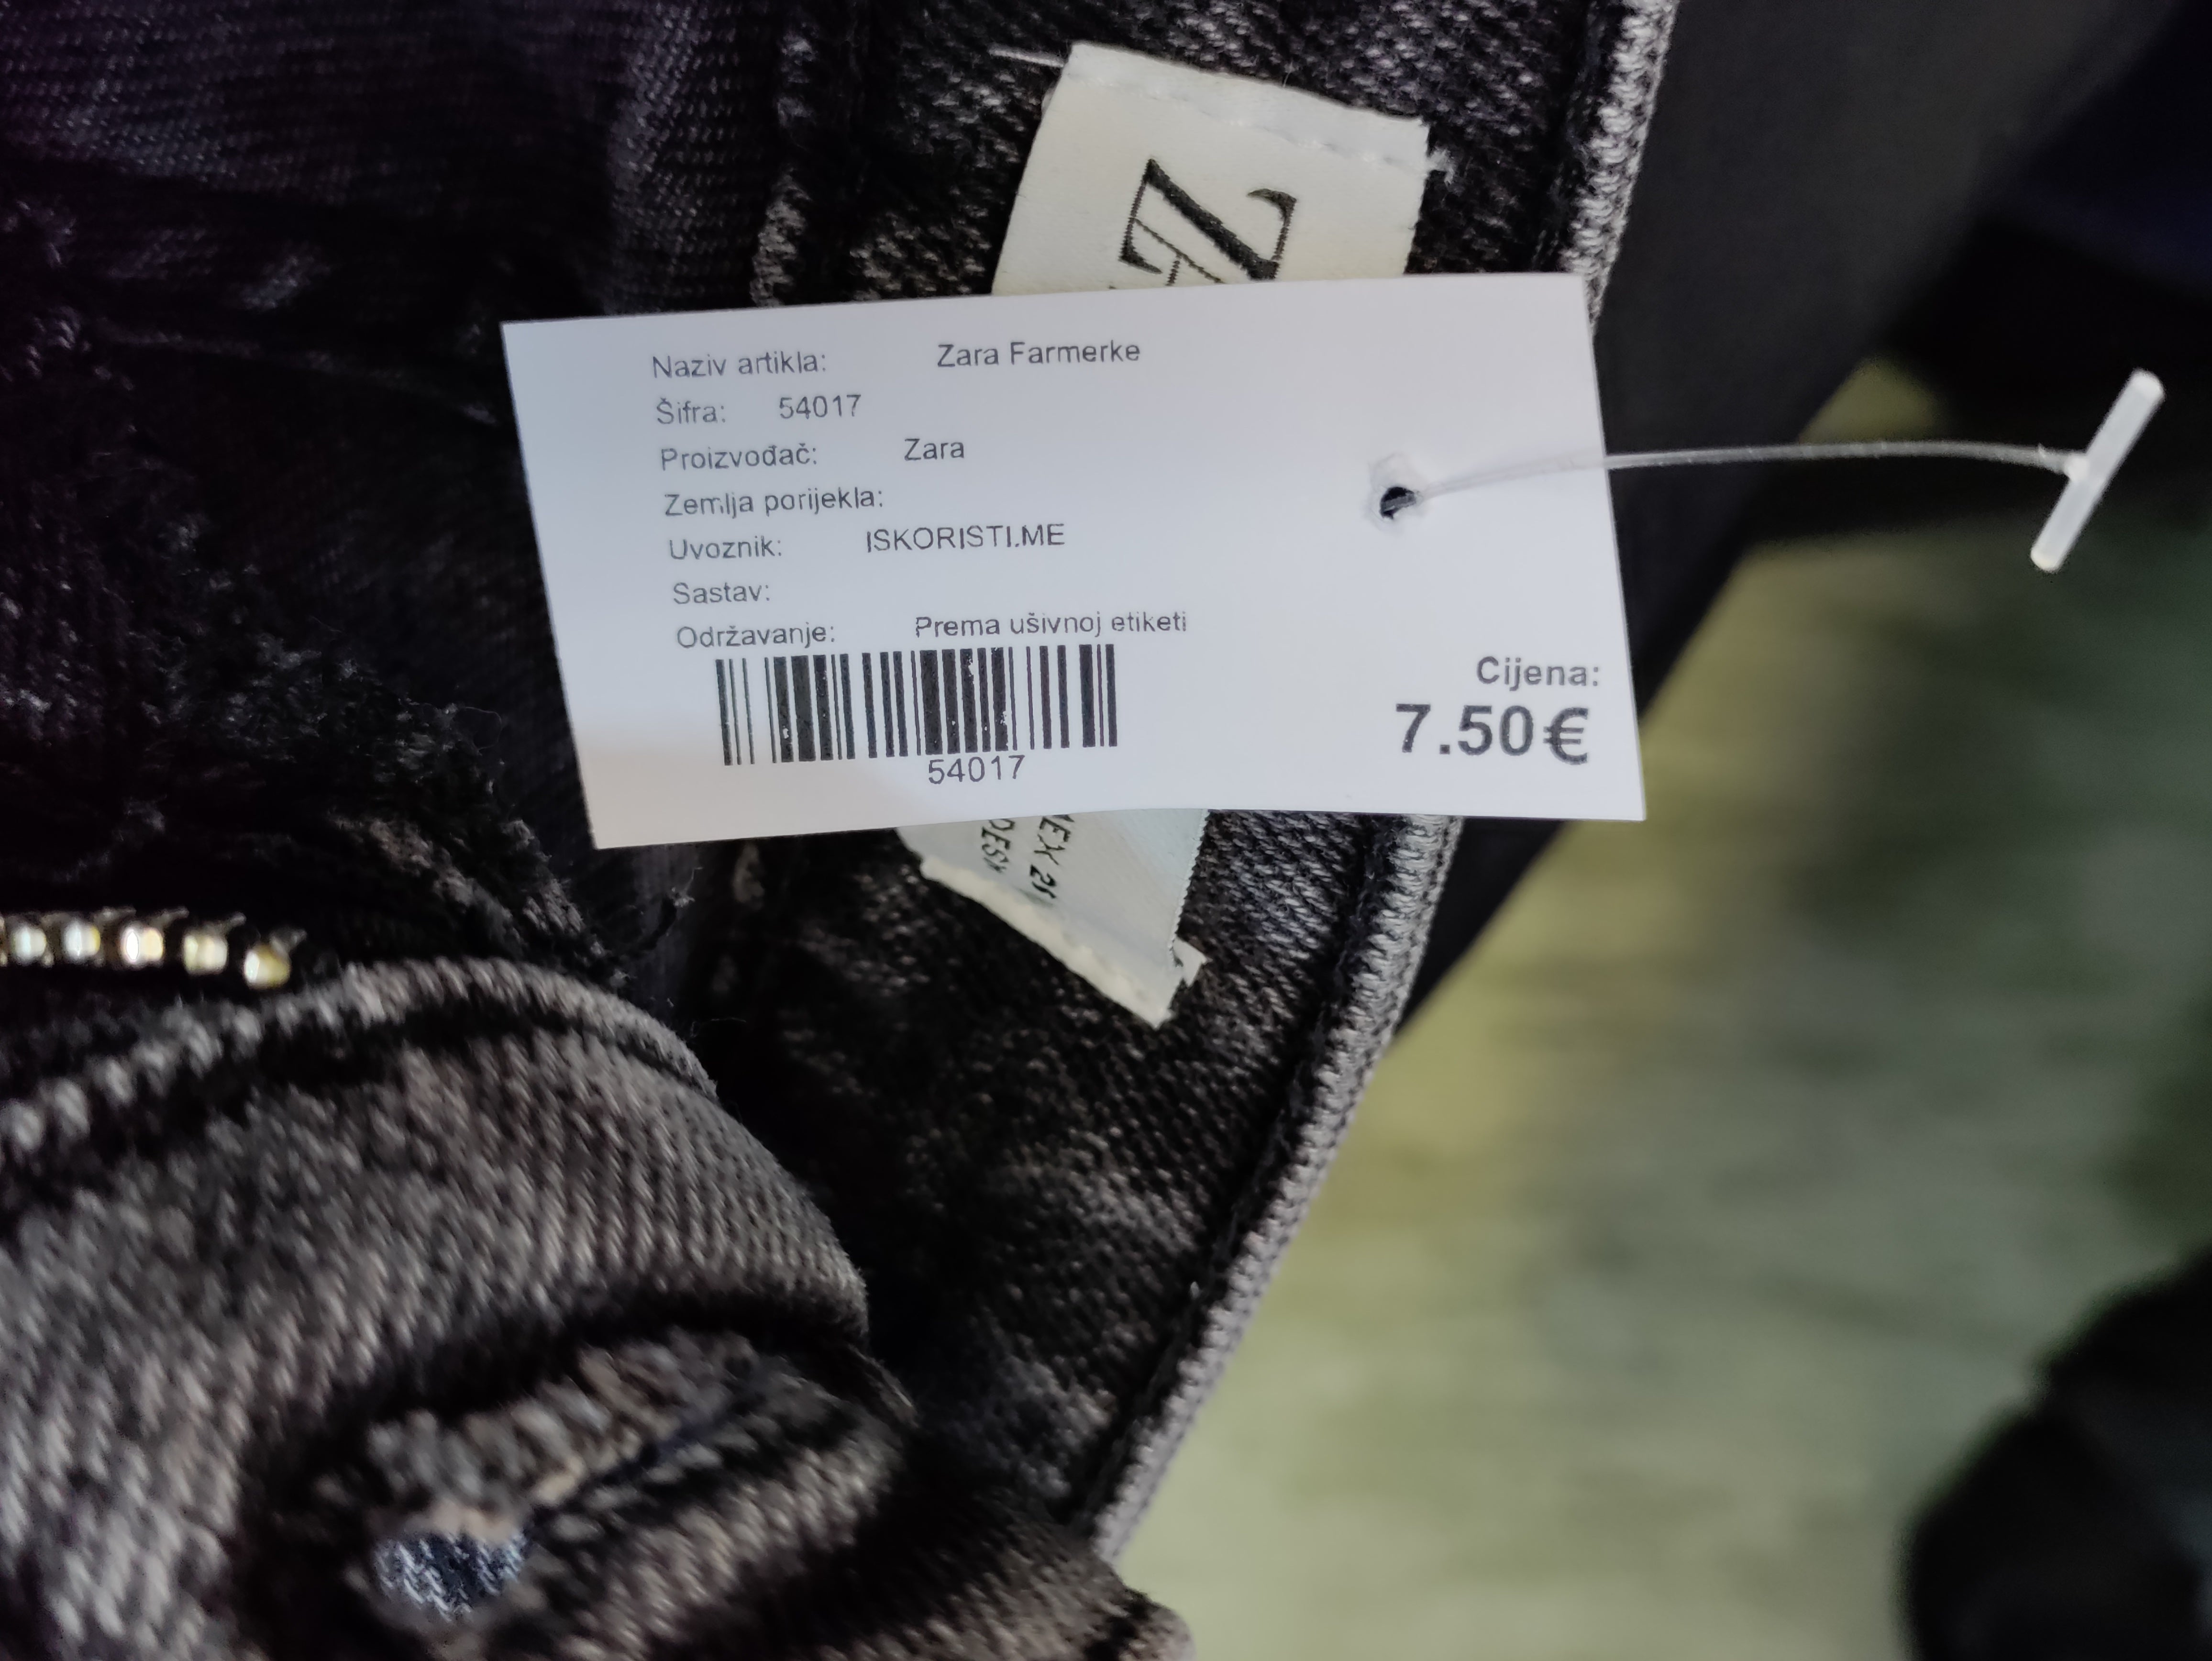 Naziv artikla: Zara Farmerke
Šifra: 54017
Proizvođač: Zara
Zemlja porijekla:
Uvoznik: ISKORISTI.ME
Sastav:
Održavanje: Prema ušivnoj etiketi
54017
Cijena:
7.50€